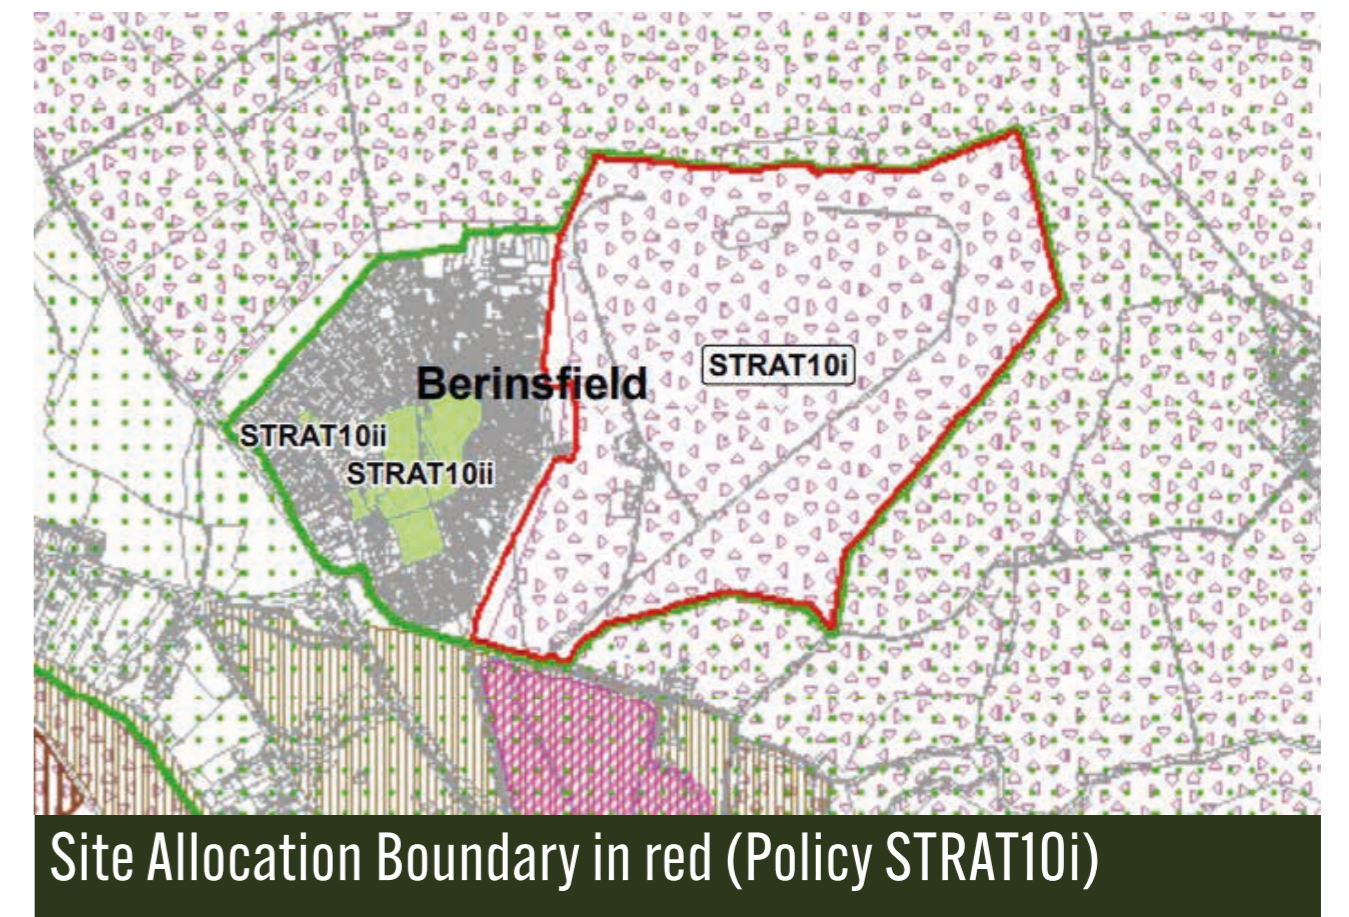 STRAT10i
Berinsfield
STRAT10ii
STRAT10ii
Site Allocation Boundary in red (Policy STRAT10i)